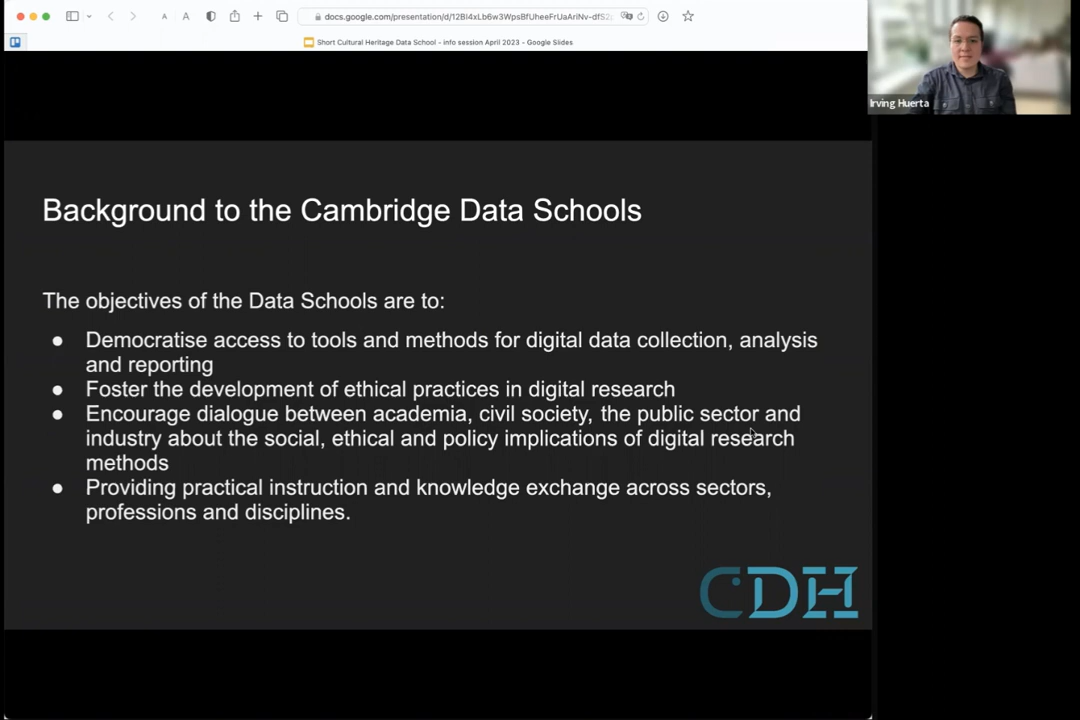 A A
docs.google.com/presentation/d/12Bl4xLb6w3WpsBfUheeFrUaAriNv-dfS2
Short Cultural Heritage Data School - info session April 2023 – Google Slides
Irving Huerta
Background to the Cambridge Data Schools
The objectives of the Data Schools are to:
● Democratise access to tools and methods for digital data collection, analysis
and reporting
● Foster the development of ethical practices in digital research
● Encourage dialogue between academia, civil society, the public sector and
industry about the social, ethical and policy implications of digital research
methods
● Providing practical instruction and knowledge exchange across sectors,
professions and disciplines.
CDH